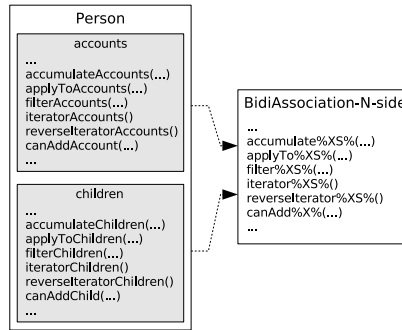 Person
accounts
...
accumulateAccounts(...)
applyToAccounts(...)
filterAccounts(...)
iteratorAccounts()
reverseIteratorAccounts()
canAddAccount(...)
...
children
...
accumulateChildren(...)
applyToChildren(...)
filterChildren(...)
iteratorChildren()
reverseIteratorChildren()
canAddChild(...)
...
BidiAssociation-N-side
...
accumulate%XS%(...)
applyTo%XS%(...)
filter%XS%(...)
iterator%XS%()
reverseIterator%XS%()
canAdd%X%(...)
...